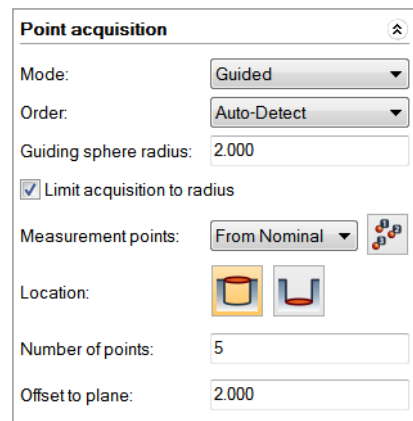 Point acquisition
Mode: Guided
Order: Auto-Detect
Guiding sphere radius: 2.000
Limit acquisition to radius
Measurement points: From Nominal
Location:
Number of points: 5
Offset to plane: 2.000